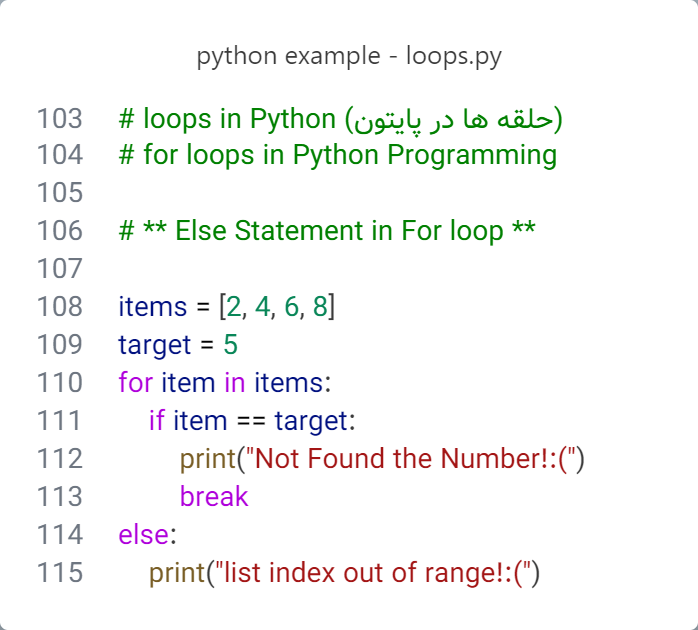 python example - loops.py
103 # loops in Python (حلقه ها در پایتون)
104 # for loops in Python Programming
105
106 # ** Else Statement in For loop **
107
108 items = [2, 4, 6, 8]
109 target = 5
110 for item in items:
111     if item == target:
112         print("Not Found the Number!:(")
113         break
114 else:
115     print("list index out of range!:(")